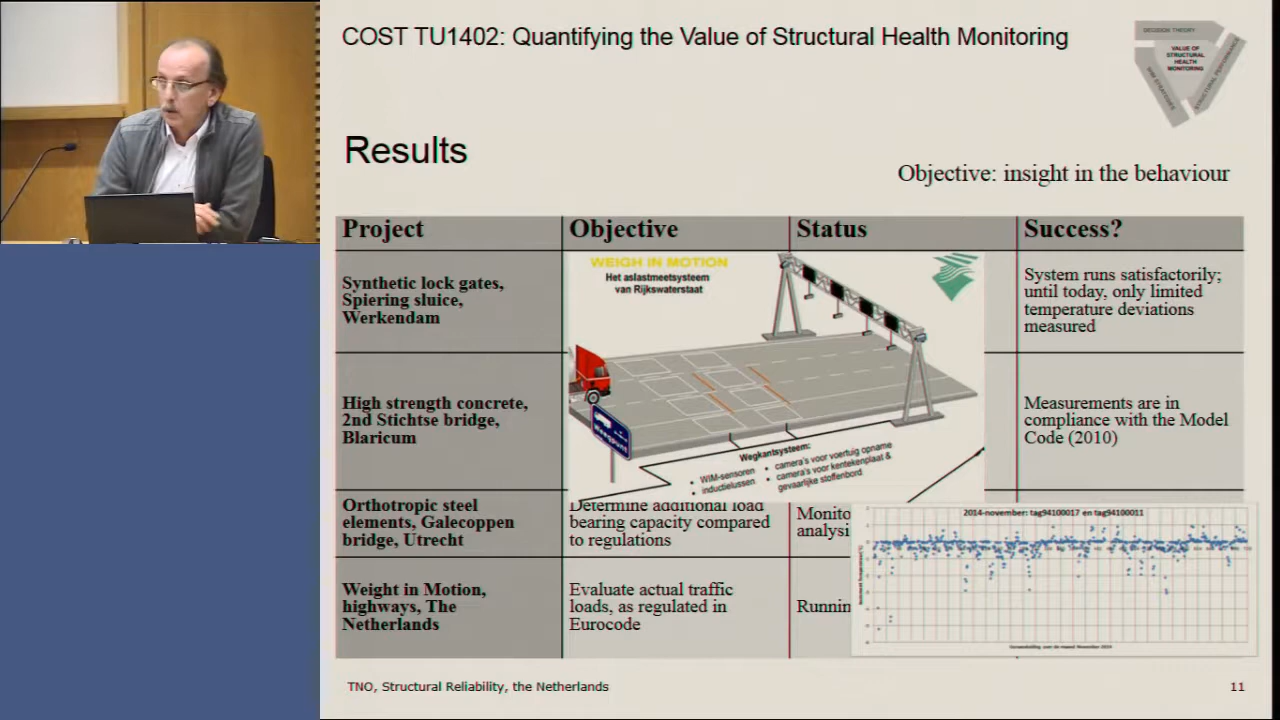 COST TU1402: Quantifying the Value of Structural Health Monitoring
DECISION THEORY
VALUE OF
STRUCTURAL
HEALTH
MONITORING
STRUCTURAL PERFORMANCE
SHM STRATEGIES
Results
Objective: insight in the behaviour
Project
Objective
Status
Success?
Synthetic lock gates,
Spiering sluice,
Werkendam
WEIGH IN MOTION
Het aslastmeetsysteem
van Rijkswaterstaat
System runs satisfactorily;
until today, only limited
temperature deviations
measured
High strength concrete,
2nd Stichtse bridge,
Blaricum
Wegkantsysteem:
• WIM-sensoren
• inductielussen
• camera's voor voertuig opname
• camera's voor kentekenplaat &
gevaarlijke stoffenbord
Measurements are in
compliance with the Model
Code (2010)
Orthotropic steel
elements, Galecoppen
bridge, Utrecht
Determine additional load
bearing capacity compared
to regulations
Monito
analysi
2014-november: tag94100017 en tag94100011
Weight in Motion,
highways, The
Netherlands
Evaluate actual traffic
loads, as regulated in
Eurocode
Runnin
TNO, Structural Reliability, the Netherlands
11